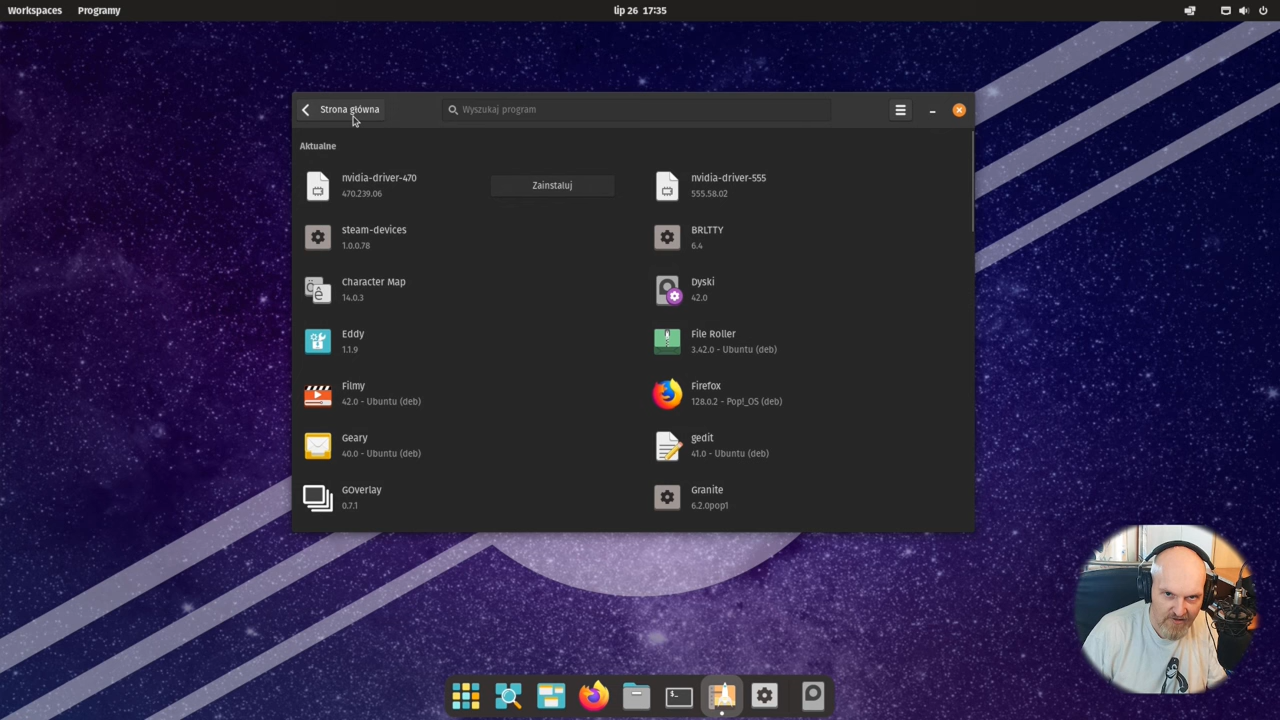 Workspaces Programy lip 26 17:35
Strona główna Wyszukaj program
Aktualne
nvidia-driver-470 Zainstaluj nvidia-driver-555
470.239.06 555.58.02
steam-devices BRLTTY
1.0.0.78 6.4
Character Map Dyski
14.0.3 42.0
Eddy File Roller
1.1.9 3.42.0 - Ubuntu (deb)
Filmy Firefox
42.0 - Ubuntu (deb) 128.0.2 - Pop!_OS (deb)
Geary gedit
40.0 - Ubuntu (deb) 41.0 - Ubuntu (deb)
GOverlay Granite
0.7.1 6.2.0pop1